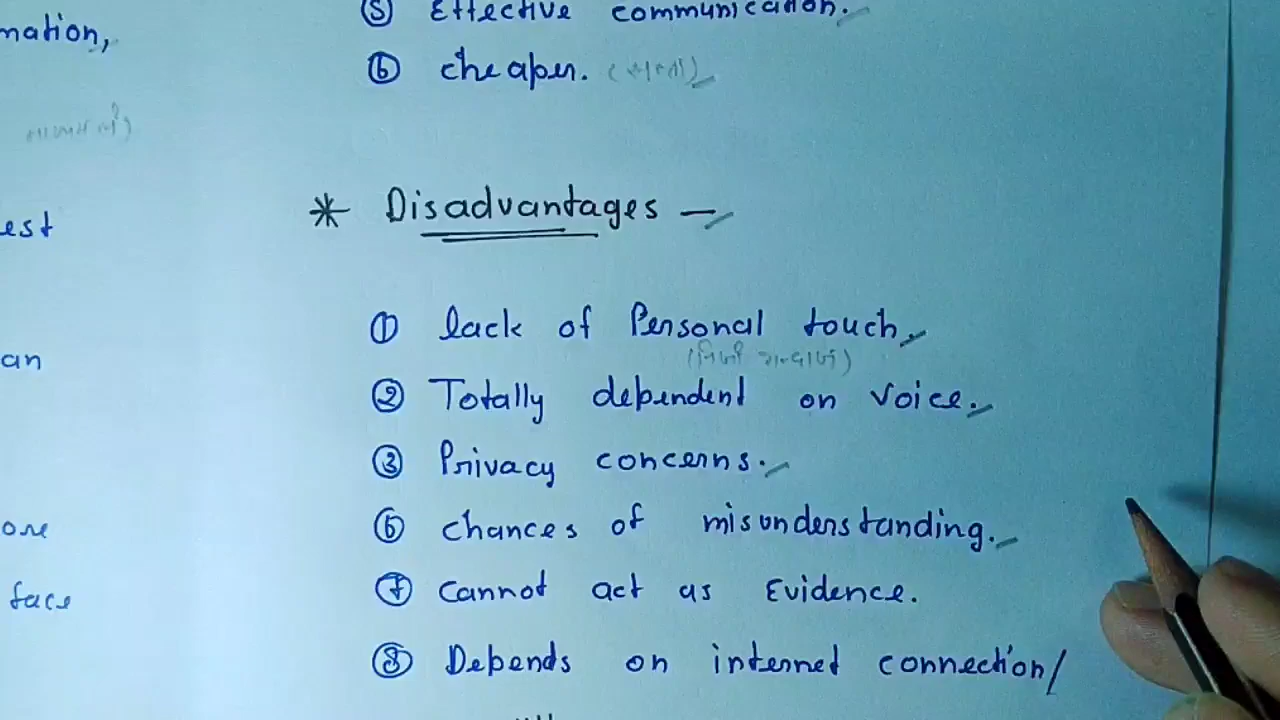 mation,
⑤ Effective communication.
⑥ cheaper.
est
* Disadvantages —
① lack of Personal touch,
an
② Totally dependent on voice.
③ Privacy concerns.
ore
⑥ chances of misunderstanding.
face
⑦ cannot act as Evidence.
⑧ Depends on internet connection/